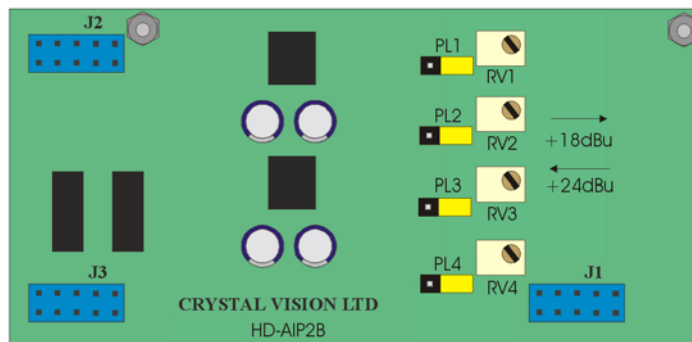 J2
PL1
RV1
PL2
RV2
+18dBu
PL3
RV3
+24dBu
J3
PL4
RV4
J1
CRYSTAL VISION LTD
HD-AIP2B